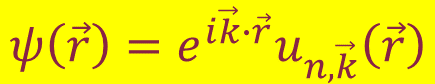 ψ(r⃗) = e^{ik⃗·r⃗} u_{n,k⃗}(r⃗)